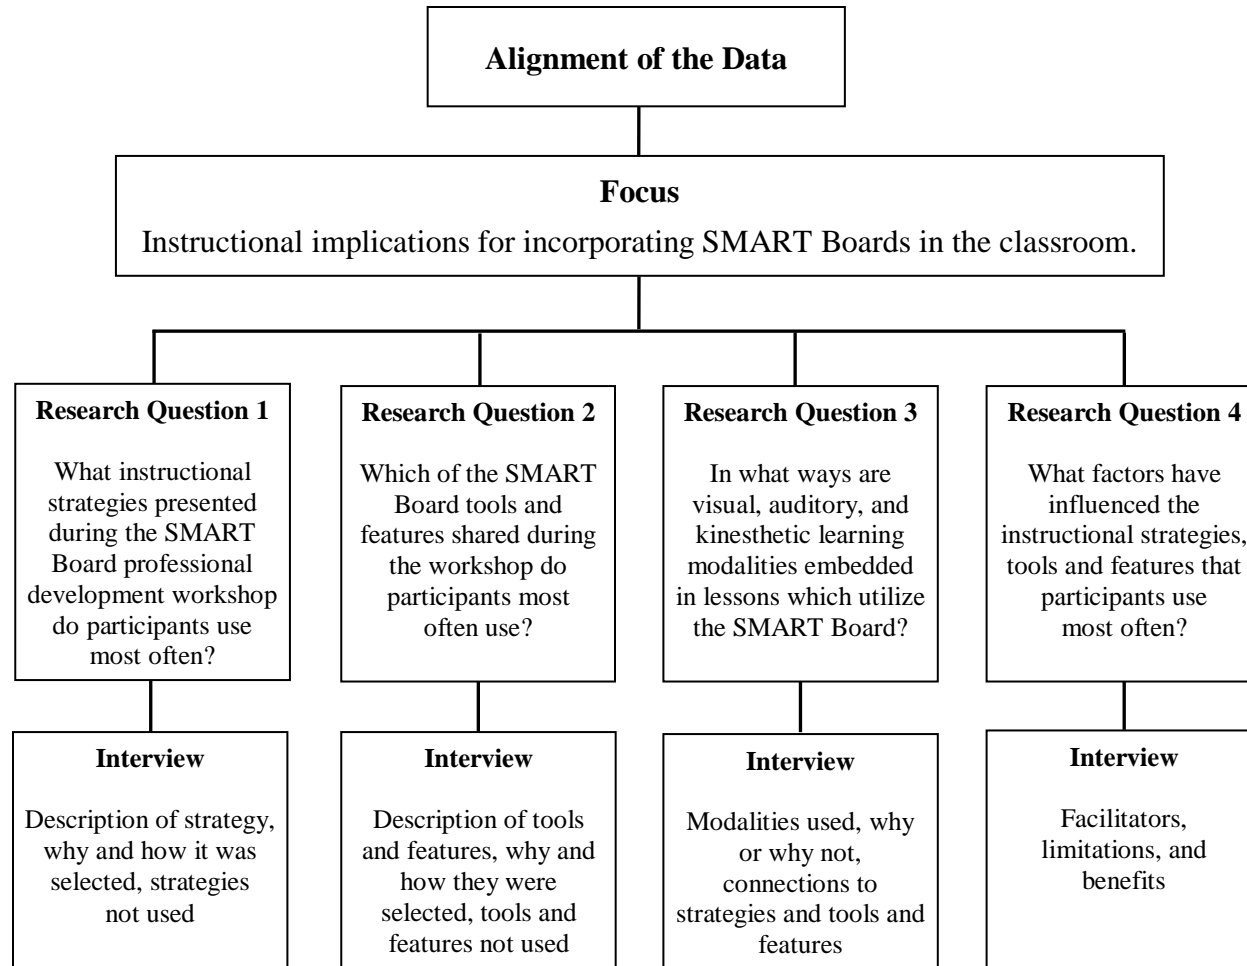 Alignment of the Data
Focus
Instructional implications for incorporating SMART Boards in the classroom.
Research Question 1
What instructional
strategies presented
during the SMART
Board professional
development workshop
do participants use
most often?
Research Question 2
Which of the SMART
Board tools and
features shared during
the workshop do
participants most
often use?
Research Question 3
In what ways are
visual, auditory, and
kinesthetic learning
modalities embedded
in lessons which utilize
the SMART Board?
Research Question 4
What factors have
influenced the
instructional strategies,
tools and features that
participants use
most often?
Interview
Description of strategy,
why and how it was
selected, strategies
not used
Interview
Description of tools
and features, why and
how they were
selected, tools and
features not used
Interview
Modalities used, why
or why not,
connections to
strategies and tools and
features
Interview
Facilitators,
limitations, and
benefits